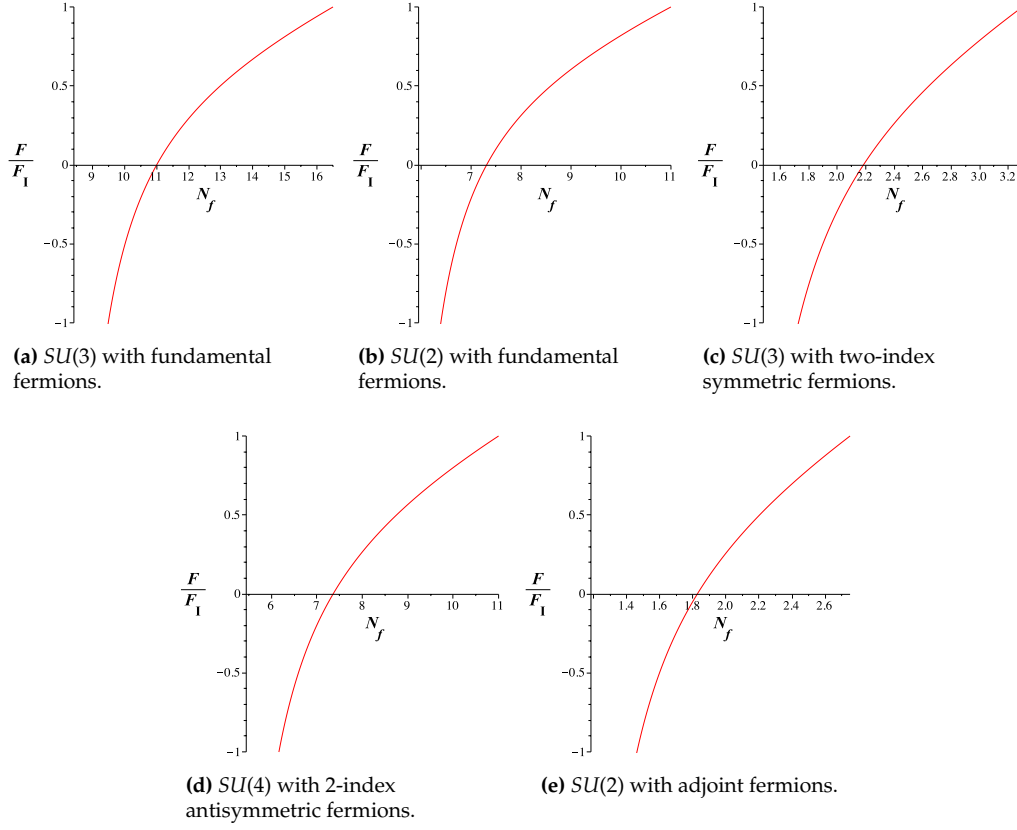 1
0.5
F
F_I
0
9 10 11 12 13 14 15 16
N_f
−0.5
−1
(a) SU(3) with fundamental
fermions.
1
0.5
F
F_I
0
7 8 9 10 11
N_f
−0.5
−1
(b) SU(2) with fundamental
fermions.
1
0.5
F
F_I
0
1.6 1.8 2.0 2.2 2.4 2.6 2.8 3.0 3.2
N_f
−0.5
−1
(c) SU(3) with two-index
symmetric fermions.
1
0.5
F
F_I
0
6 7 8 9 10 11
N_f
−0.5
−1
(d) SU(4) with 2-index
antisymmetric fermions.
1
0.5
F
F_I
0
1.4 1.6 1.8 2.0 2.2 2.4 2.6
N_f
−0.5
−1
(e) SU(2) with adjoint fermions.